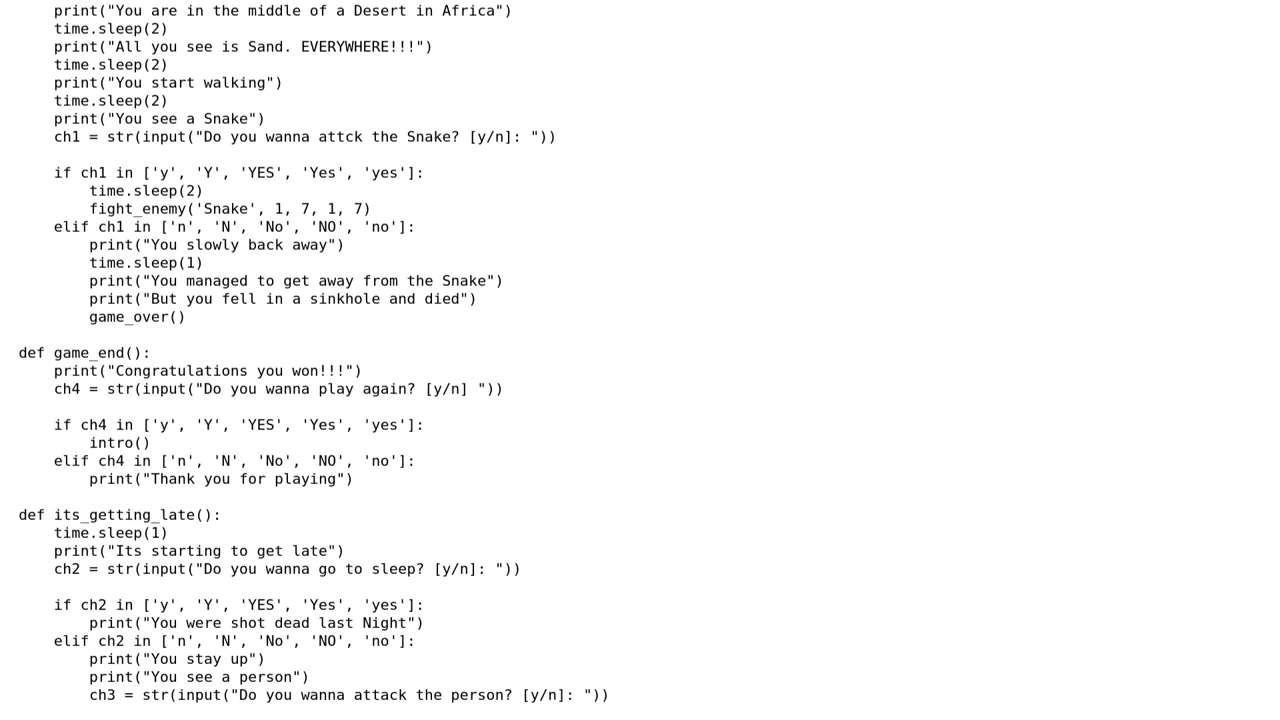 print("You are in the middle of a Desert in Africa")
    time.sleep(2)
    print("All you see is Sand. EVERYWHERE!!!")
    time.sleep(2)
    print("You start walking")
    time.sleep(2)
    print("You see a Snake")
    ch1 = str(input("Do you wanna attck the Snake? [y/n]: "))

    if ch1 in ['y', 'Y', 'YES', 'Yes', 'yes']:
        time.sleep(2)
        fight_enemy('Snake', 1, 7, 1, 7)
    elif ch1 in ['n', 'N', 'No', 'NO', 'no']:
        print("You slowly back away")
        time.sleep(1)
        print("You managed to get away from the Snake")
        print("But you fell in a sinkhole and died")
        game_over()

def game_end():
    print("Congratulations you won!!!")
    ch4 = str(input("Do you wanna play again? [y/n] "))

    if ch4 in ['y', 'Y', 'YES', 'Yes', 'yes']:
        intro()
    elif ch4 in ['n', 'N', 'No', 'NO', 'no']:
        print("Thank you for playing")

def its_getting_late():
    time.sleep(1)
    print("Its starting to get late")
    ch2 = str(input("Do you wanna go to sleep? [y/n]: "))

    if ch2 in ['y', 'Y', 'YES', 'Yes', 'yes']:
        print("You were shot dead last Night")
    elif ch2 in ['n', 'N', 'No', 'NO', 'no']:
        print("You stay up")
        print("You see a person")
        ch3 = str(input("Do you wanna attack the person? [y/n]: "))